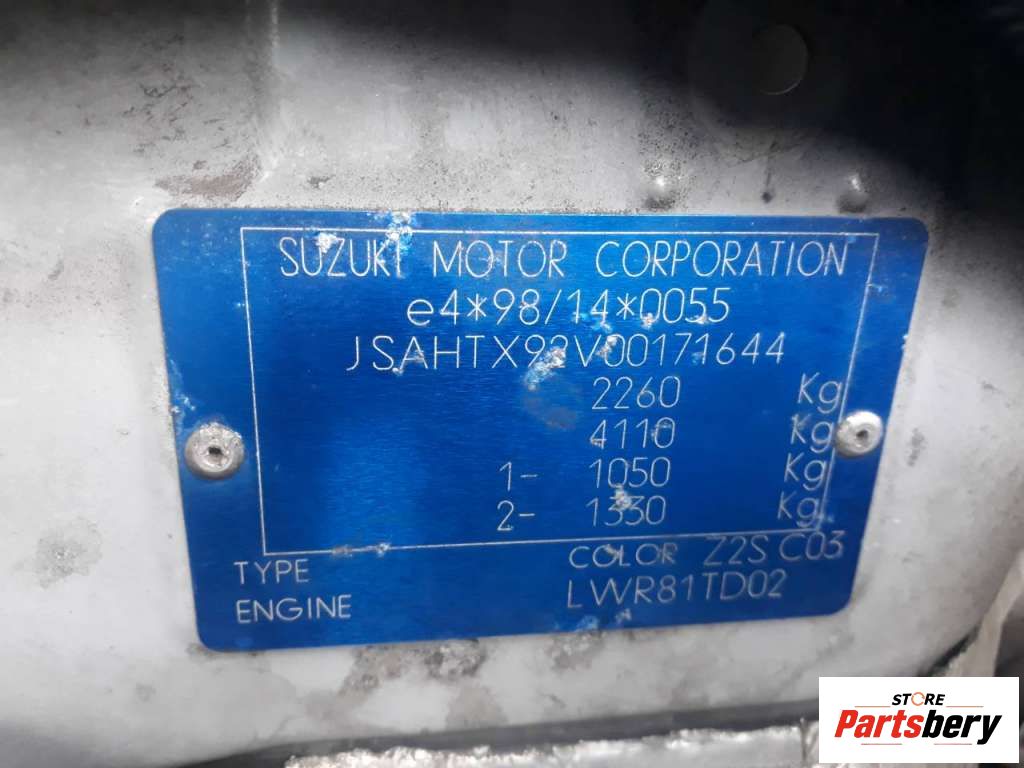 SUZUKI MOTOR CORPORATION
e4*98/14*0055
JSAHTX92V00171644
2260 Kg
4110 Kg
1- 1050 Kg
2- 1330 Kg
COLOR Z2S C03
TYPE
ENGINE LWR81TD02
STORE
Partsbery